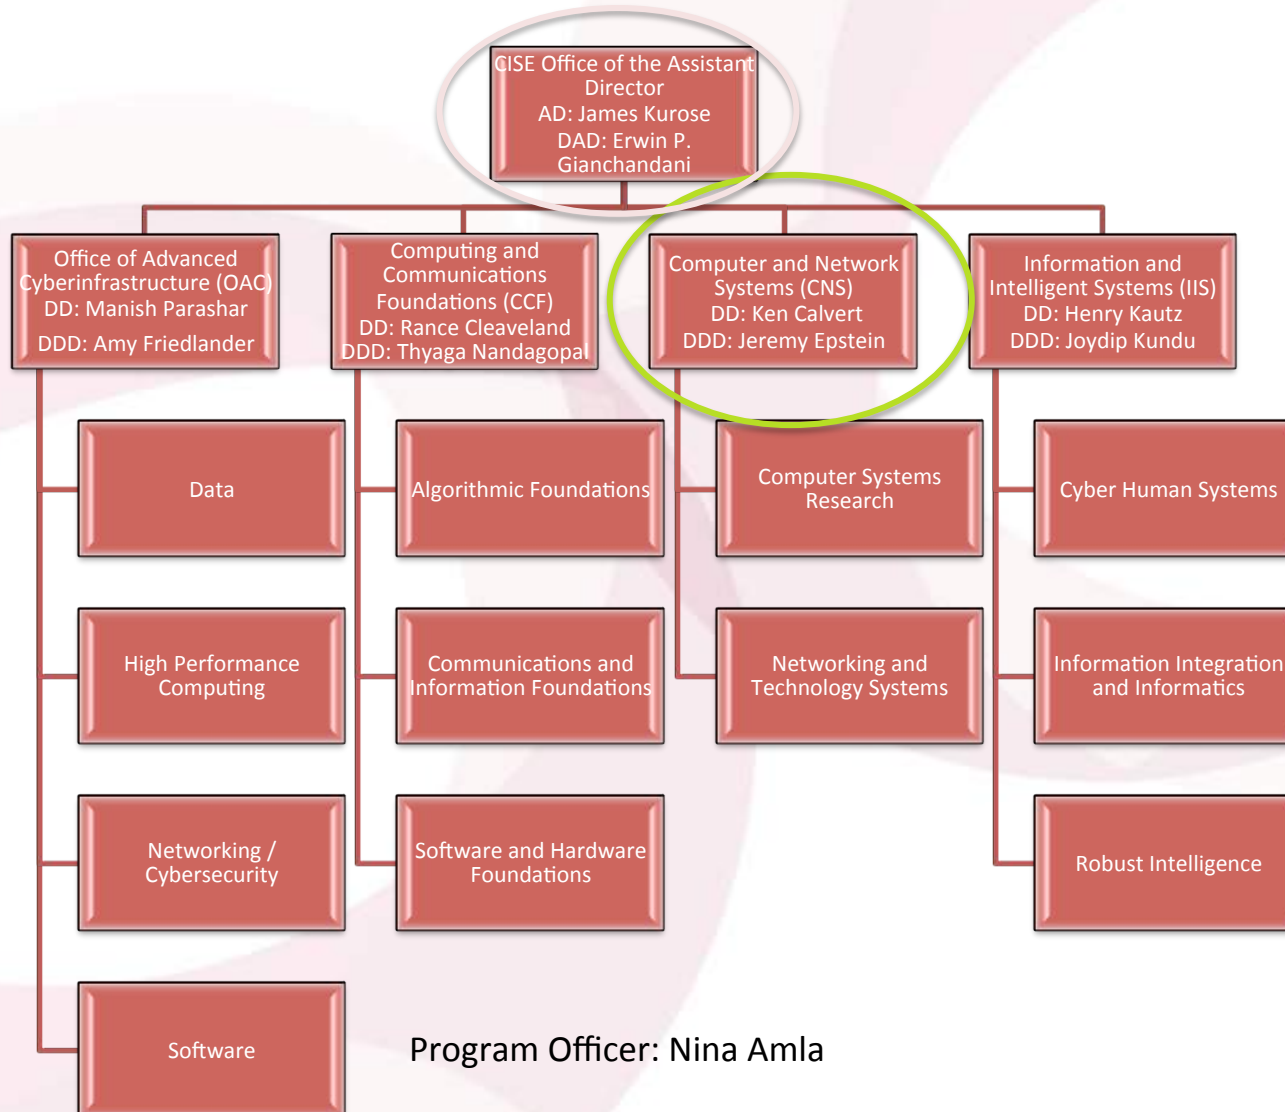 CISE Office of the Assistant
Director
AD: James Kurose
DAD: Erwin P.
Gianchandani
Office of Advanced
Cyberinfrastructure (OAC)
DD: Manish Parashar
DDD: Amy Friedlander
Computing and
Communications
Foundations (CCF)
DD: Rance Cleaveland
DDD: Thyaga Nandagopal
Computer and Network
Systems (CNS)
DD: Ken Calvert
DDD: Jeremy Epstein
Information and
Intelligent Systems (IIS)
DD: Henry Kautz
DDD: Joydip Kundu
Data
Algorithmic Foundations
Computer Systems
Research
Cyber Human Systems
High Performance
Computing
Communications and
Information Foundations
Networking and
Technology Systems
Information Integration
and Informatics
Networking /
Cybersecurity
Software and Hardware
Foundations
Robust Intelligence
Software
Program Officer: Nina Amla